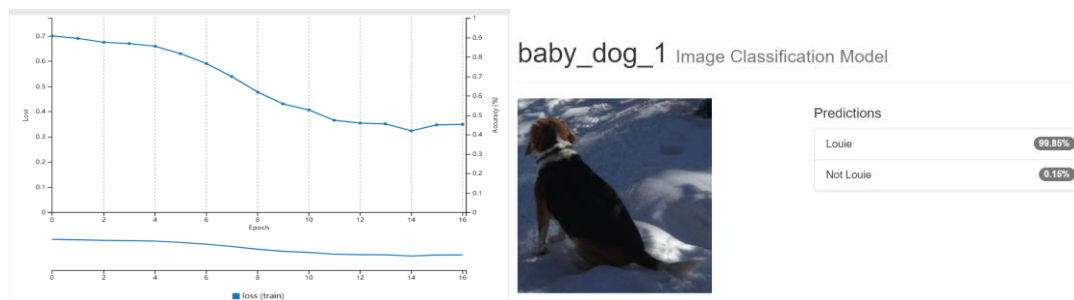 1
0.7
0.9
0.8
0.6
0.7
0.5
0.6
0.4
0.5
0.3
0.4
0.3
0.2
0.2
0.1
0.1
0
0
Loss
Accuracy (%)
0 2 4 6 8 10 12 14 16
Epoch
0 2 4 6 8 10 12 14 16
loss (train)
baby_dog_1 Image Classification Model
Predictions
Louie 99.85%
Not Louie 0.15%